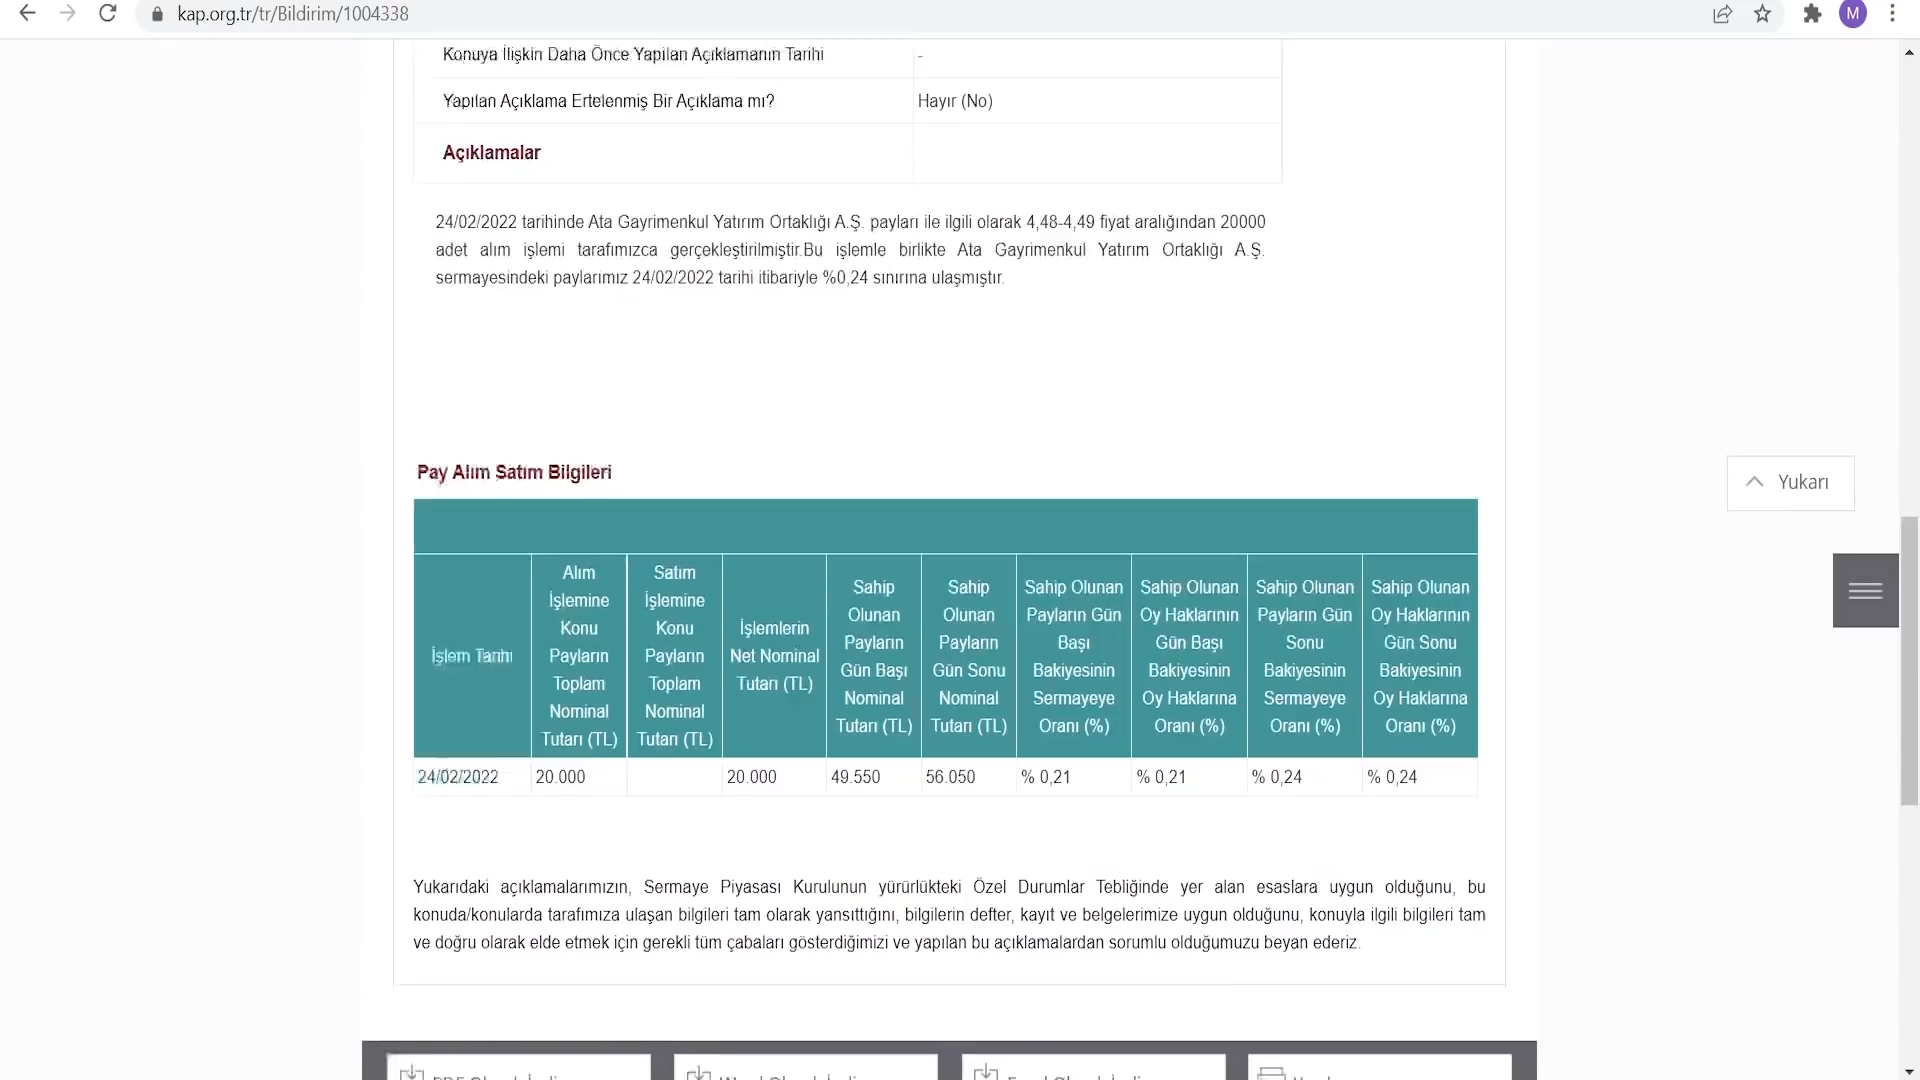 kap.org.tr/tr/Bildirim/1004338
M
Konuya İlişkin Daha Önce Yapılan Açıklamanın Tarihi -
Yapılan Açıklama Ertelenmiş Bir Açıklama mı? Hayır (No)
Açıklamalar
24/02/2022 tarihinde Ata Gayrimenkul Yatırım Ortaklığı A.Ş. payları ile ilgili olarak 4,48-4,49 fiyat aralığından 20000
adet alım işlemi tarafımızca gerçekleştirilmiştir.Bu işlemle birlikte Ata Gayrimenkul Yatırım Ortaklığı A.Ş.
sermayesindeki paylarımız 24/02/2022 tarihi itibariyle %0,24 sınırına ulaşmıştır.
Pay Alım Satım Bilgileri
Yukarı
İşlem Tarihi
Alım
İşlemine
Konu
Payların
Toplam
Nominal
Tutarı (TL)
Satım
İşlemine
Konu
Payların
Toplam
Nominal
Tutarı (TL)
İşlemlerin
Net Nominal
Tutarı (TL)
Sahip
Olunan
Payların
Gün Başı
Nominal
Tutarı (TL)
Sahip
Olunan
Payların
Gün Sonu
Nominal
Tutarı (TL)
Sahip Olunan
Payların Gün
Başı
Bakiyesinin
Sermayeye
Oranı (%)
Sahip Olunan
Oy Haklarının
Gün Başı
Bakiyesinin
Oy Haklarına
Oranı (%)
Sahip Olunan
Payların Gün
Sonu
Bakiyesinin
Sermayeye
Oranı (%)
Sahip Olunan
Oy Haklarının
Gün Sonu
Bakiyesinin
Oy Haklarına
Oranı (%)
24/02/2022 20.000 20.000 49.550 56.050 % 0,21 % 0,21 % 0,24 % 0,24
Yukarıdaki açıklamalarımızın, Sermaye Piyasası Kurulunun yürürlükteki Özel Durumlar Tebliğinde yer alan esaslara uygun olduğunu, bu
konuda/konularda tarafımıza ulaşan bilgileri tam olarak yansıttığını, bilgilerin defter, kayıt ve belgelerimize uygun olduğunu, konuyla ilgili bilgileri tam
ve doğru olarak elde etmek için gerekli tüm çabaları gösterdiğimizi ve yapılan bu açıklamalardan sorumlu olduğumuzu beyan ederiz.